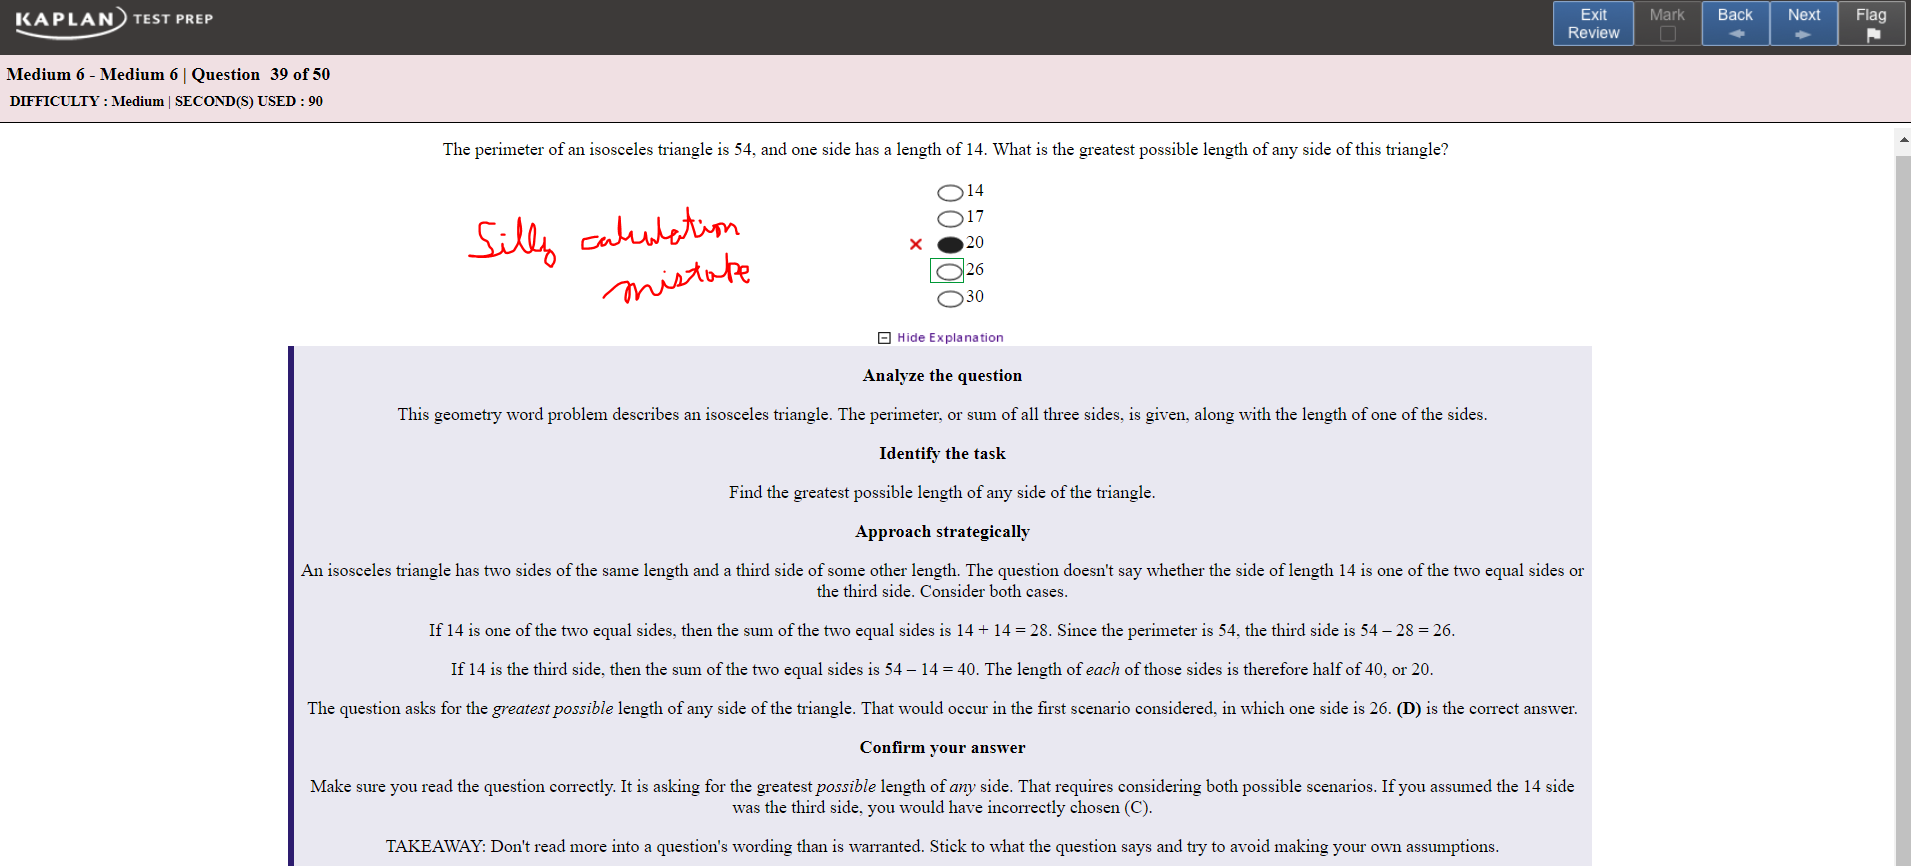 KAPLAN TEST PREP
Exit Review
Mark
Back
Next
Flag
Medium 6 - Medium 6 | Question 39 of 50
DIFFICULTY : Medium | SECOND(S) USED : 90
The perimeter of an isosceles triangle is 54, and one side has a length of 14. What is the greatest possible length of any side of this triangle?
14
17
20
26
30
Silly calculation
mistake
Hide Explanation
Analyze the question
This geometry word problem describes an isosceles triangle. The perimeter, or sum of all three sides, is given, along with the length of one of the sides.
Identify the task
Find the greatest possible length of any side of the triangle.
Approach strategically
An isosceles triangle has two sides of the same length and a third side of some other length. The question doesn't say whether the side of length 14 is one of the two equal sides or
the third side. Consider both cases.
If 14 is one of the two equal sides, then the sum of the two equal sides is 14 + 14 = 28. Since the perimeter is 54, the third side is 54 – 28 = 26.
If 14 is the third side, then the sum of the two equal sides is 54 – 14 = 40. The length of each of those sides is therefore half of 40, or 20.
The question asks for the greatest possible length of any side of the triangle. That would occur in the first scenario considered, in which one side is 26. (D) is the correct answer.
Confirm your answer
Make sure you read the question correctly. It is asking for the greatest possible length of any side. That requires considering both possible scenarios. If you assumed the 14 side
was the third side, you would have incorrectly chosen (C).
TAKEAWAY: Don't read more into a question's wording than is warranted. Stick to what the question says and try to avoid making your own assumptions.